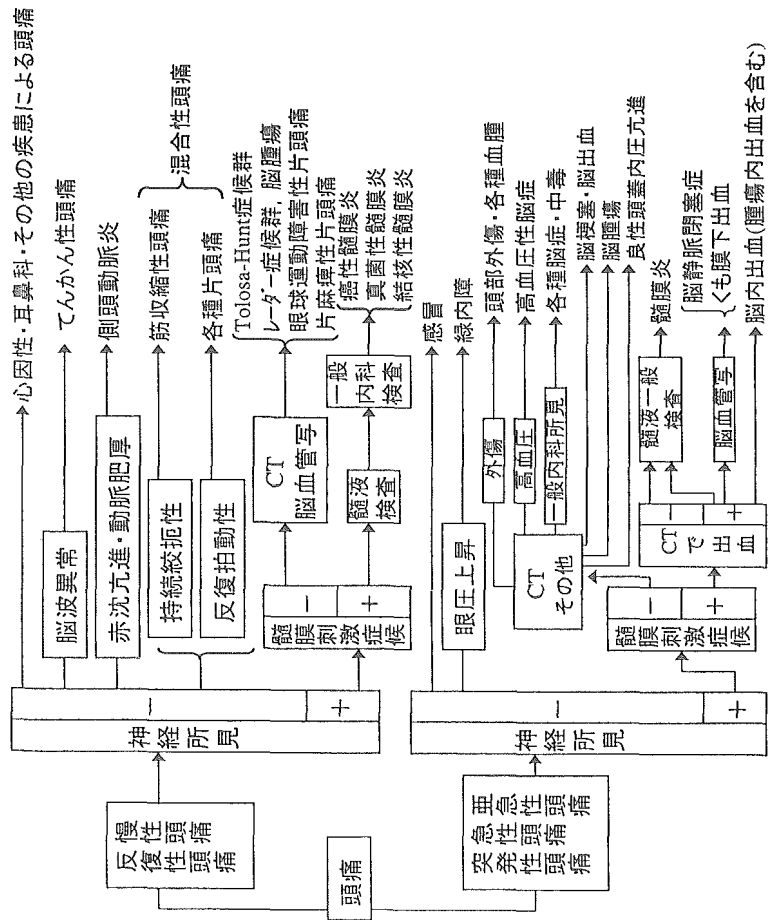 頭痛
慢性頭痛
反復性頭痛
神経所見
−
+
心因性・耳鼻科・その他の疾患による頭痛
脳波異常
てんかん性頭痛
赤沈亢進・動脈肥厚
側頭動脈炎
持続絞扼性
筋収縮性頭痛
反復拍動性
各種片頭痛
混合性頭痛
髄膜刺激症候
−
+
CT
脳血管写
Tolosa-Hunt症候群
レーダー症候群,脳腫瘍
眼球運動障害性片頭痛
片麻痺性片頭痛
髄液検査
一般内科検査
癌性髄膜炎
真菌性髄膜炎
結核性髄膜炎
亜急性頭痛
急性頭痛
突発性頭痛
神経所見
−
+
感冒
眼圧上昇
緑内障
髄膜刺激症候
−
+
CT
その他
外傷
頭部外傷・各種血腫
高血圧
高血圧性脳症
一般内科所見
各種脳症・中毒
脳梗塞・脳出血
脳腫瘍
良性頭蓋内圧亢進
CTで出血
−
+
髄液一般検査
髄膜炎
脳血管写
脳静脈閉塞症
くも膜下出血
脳内出血(腫瘍内出血を含む)